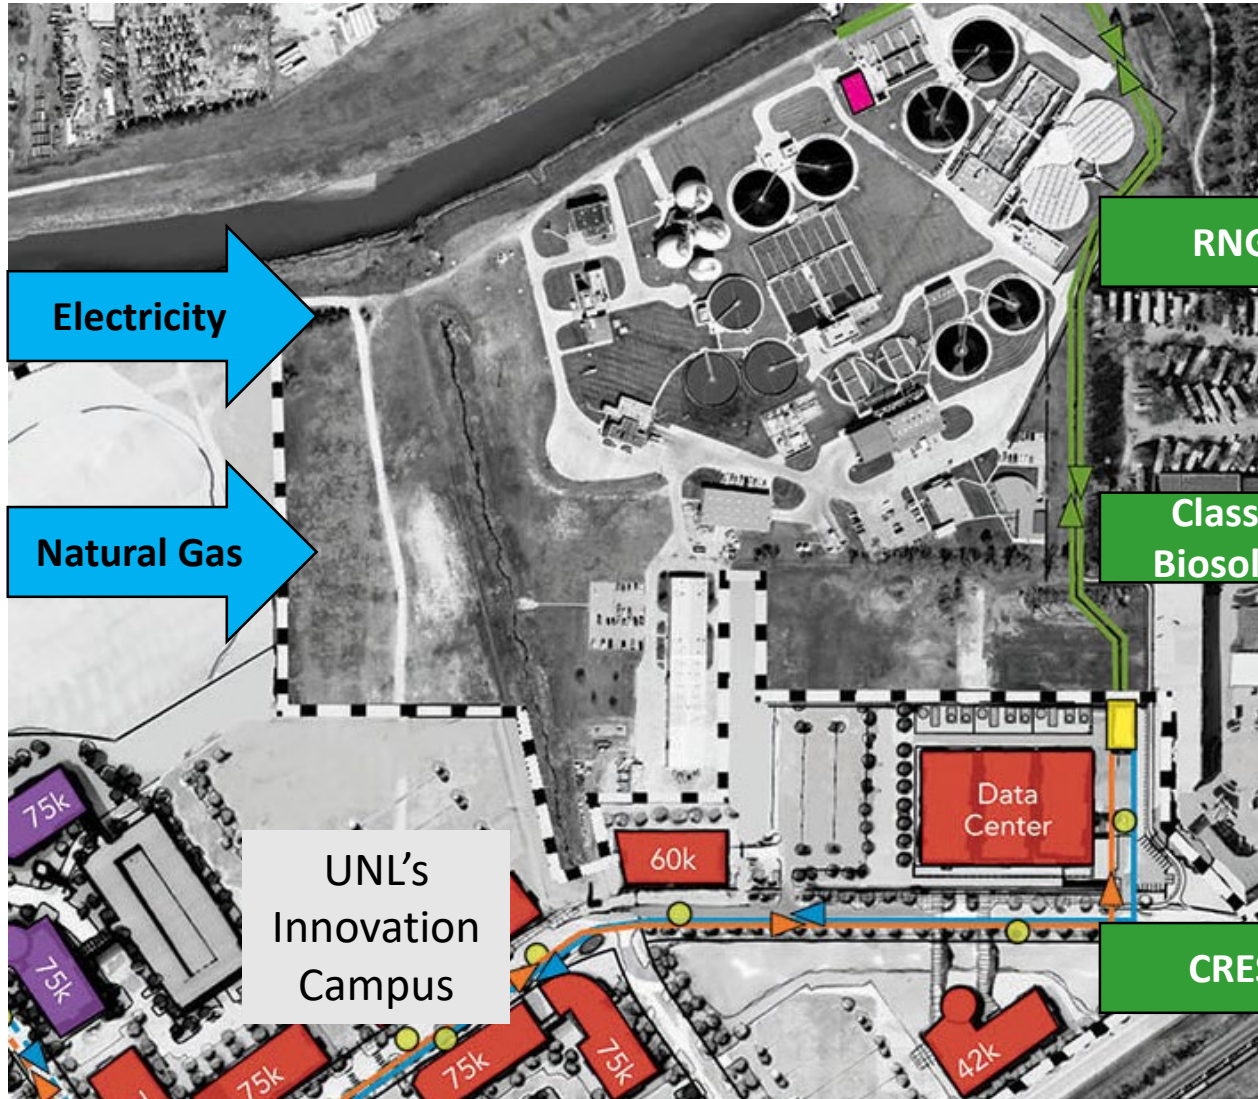 RNG
Electricity
Class
Biosol
Natural Gas
Data
Center
75k
60k
UNL's
Innovation
Campus
75k
CRES
75k
75k
75k
42k